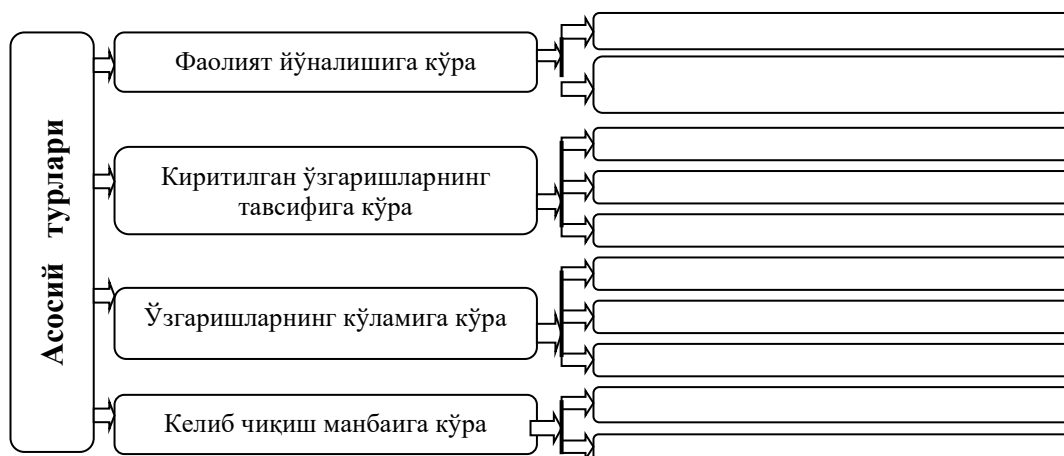 Асосий турлари
Фаолият йўналишига кўра
Киритилган ўзгаришларнинг
тавсифига кўра
Ўзгаришларнинг кўламига кўра
Келиб чиқиш манбаига кўра